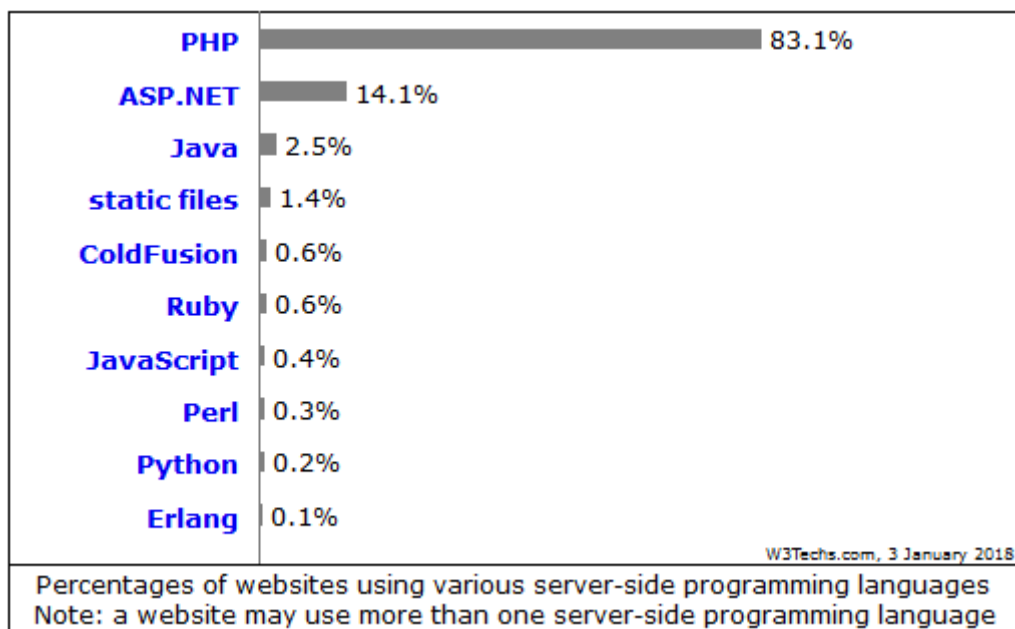 PHP 83.1%
ASP.NET 14.1%
Java 2.5%
static files 1.4%
ColdFusion 0.6%
Ruby 0.6%
JavaScript 0.4%
Perl 0.3%
Python 0.2%
Erlang 0.1%
W3Techs.com, 3 January 2018
Percentages of websites using various server-side programming languages
Note: a website may use more than one server-side programming language